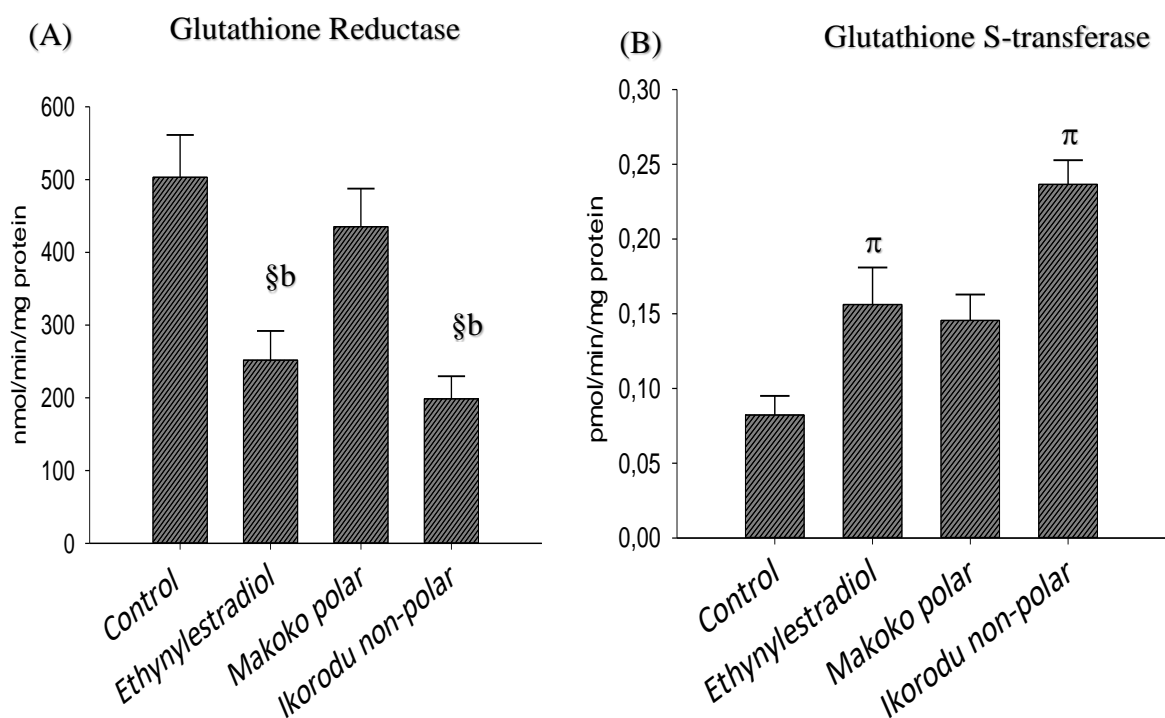 (A)
Glutathione Reductase
nmol/min/mg protein
600
500
400
300
200
100
0
§b
§b
Control
Ethynylestradiol
Makoko polar
Ikorodu non-polar
(B)
Glutathione S-transferase
pmol/min/mg protein
0,30
0,25
0,20
0,15
0,10
0,05
0,00
π
π
Control
Ethynylestradiol
Makoko polar
Ikorodu non-polar